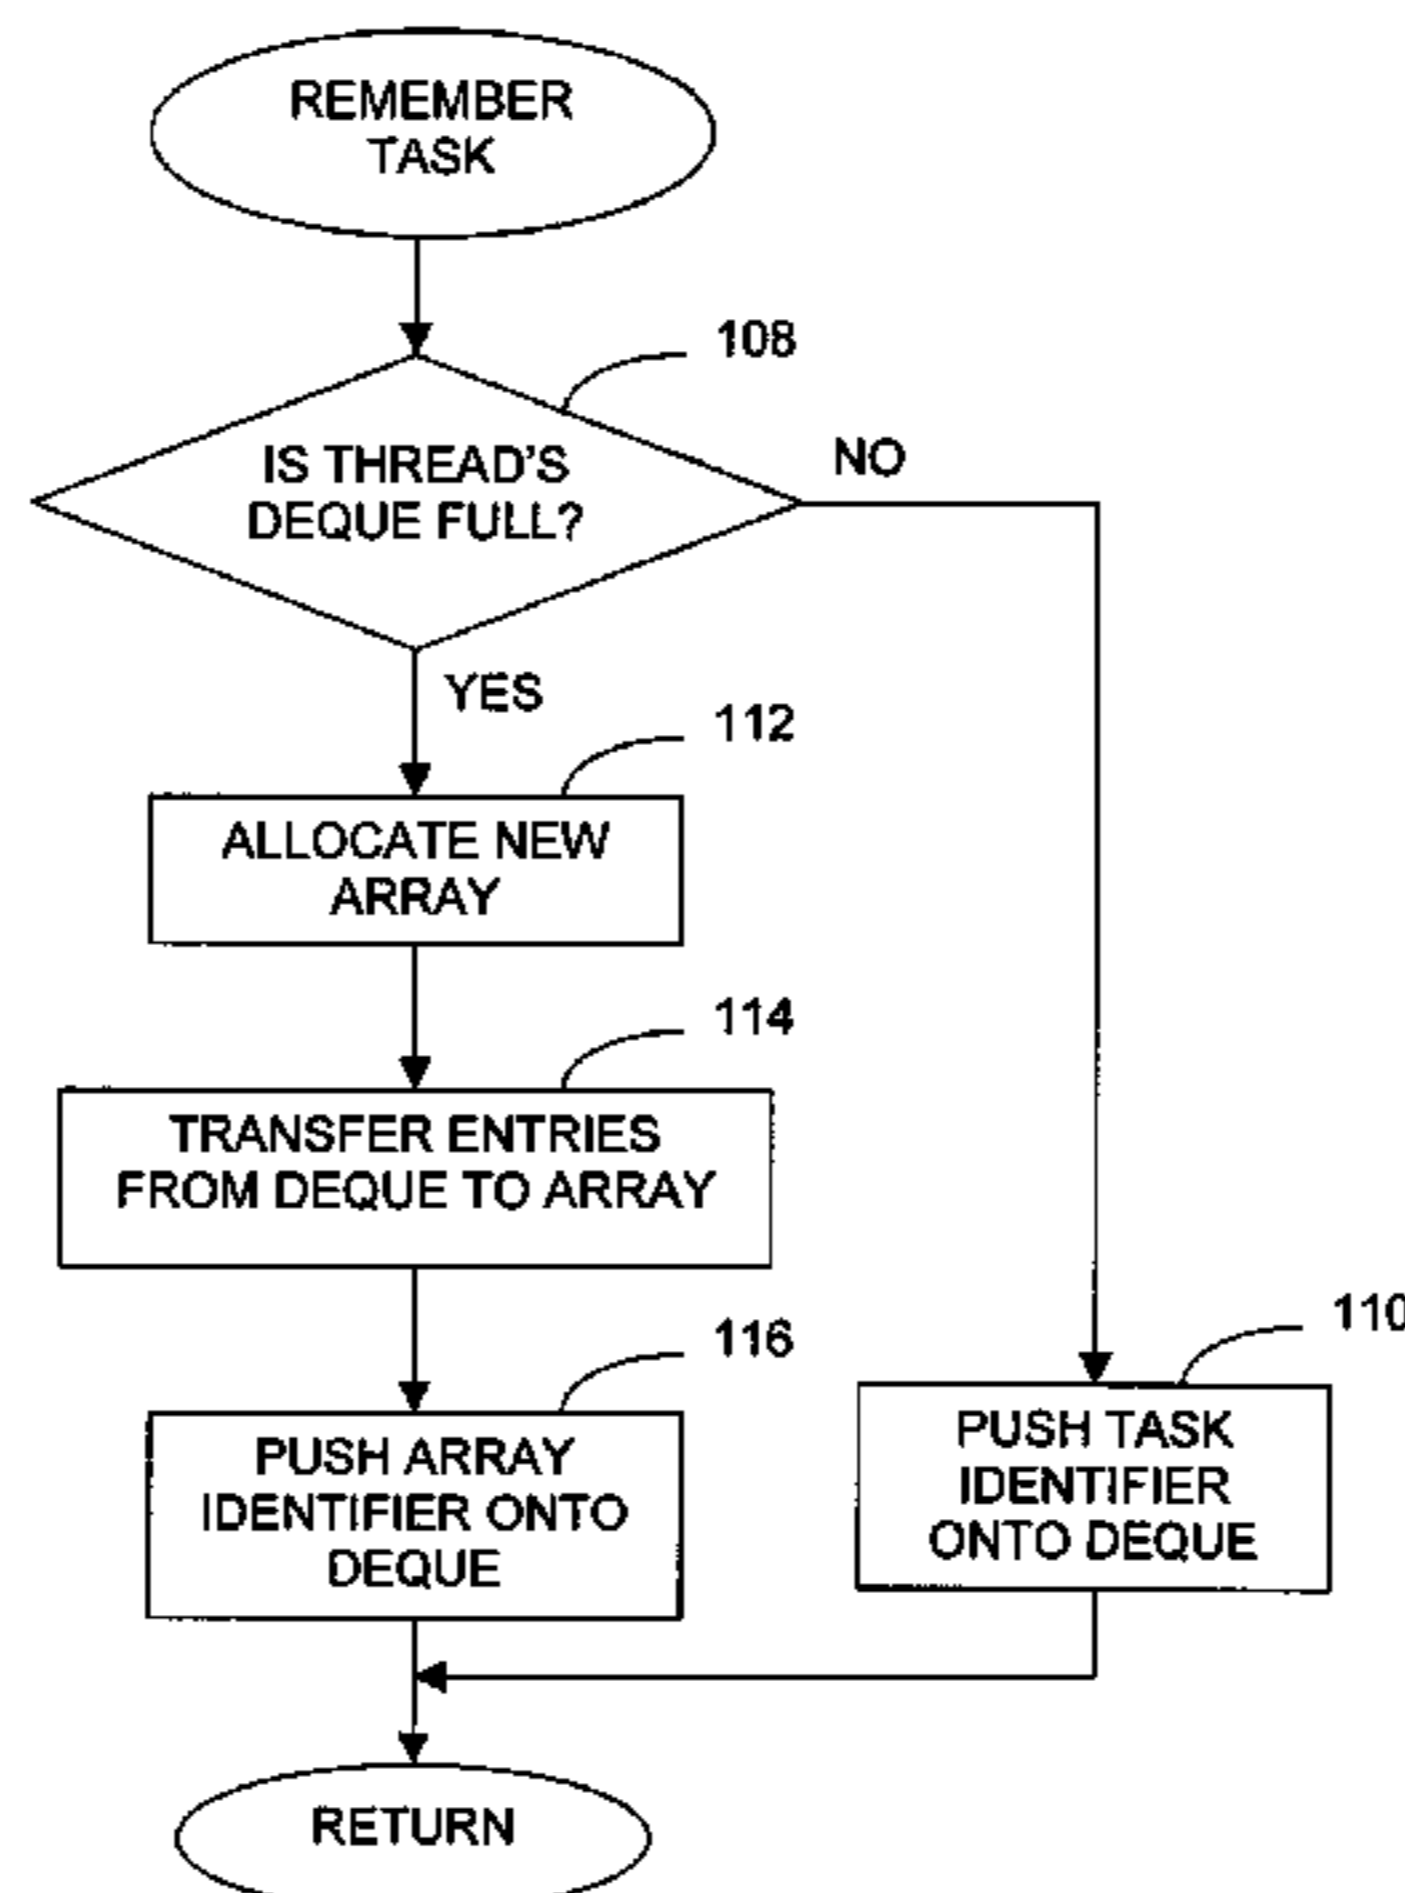 REMEMBER
TASK
108
IS THREAD'S
DEQUE FULL?
NO
YES
112
ALLOCATE NEW
ARRAY
114
TRANSFER ENTRIES
FROM DEQUE TO ARRAY
116
PUSH ARRAY
IDENTIFIER ONTO
DEQUE
110
PUSH TASK
IDENTIFIER
ONTO DEQUE
RETURN